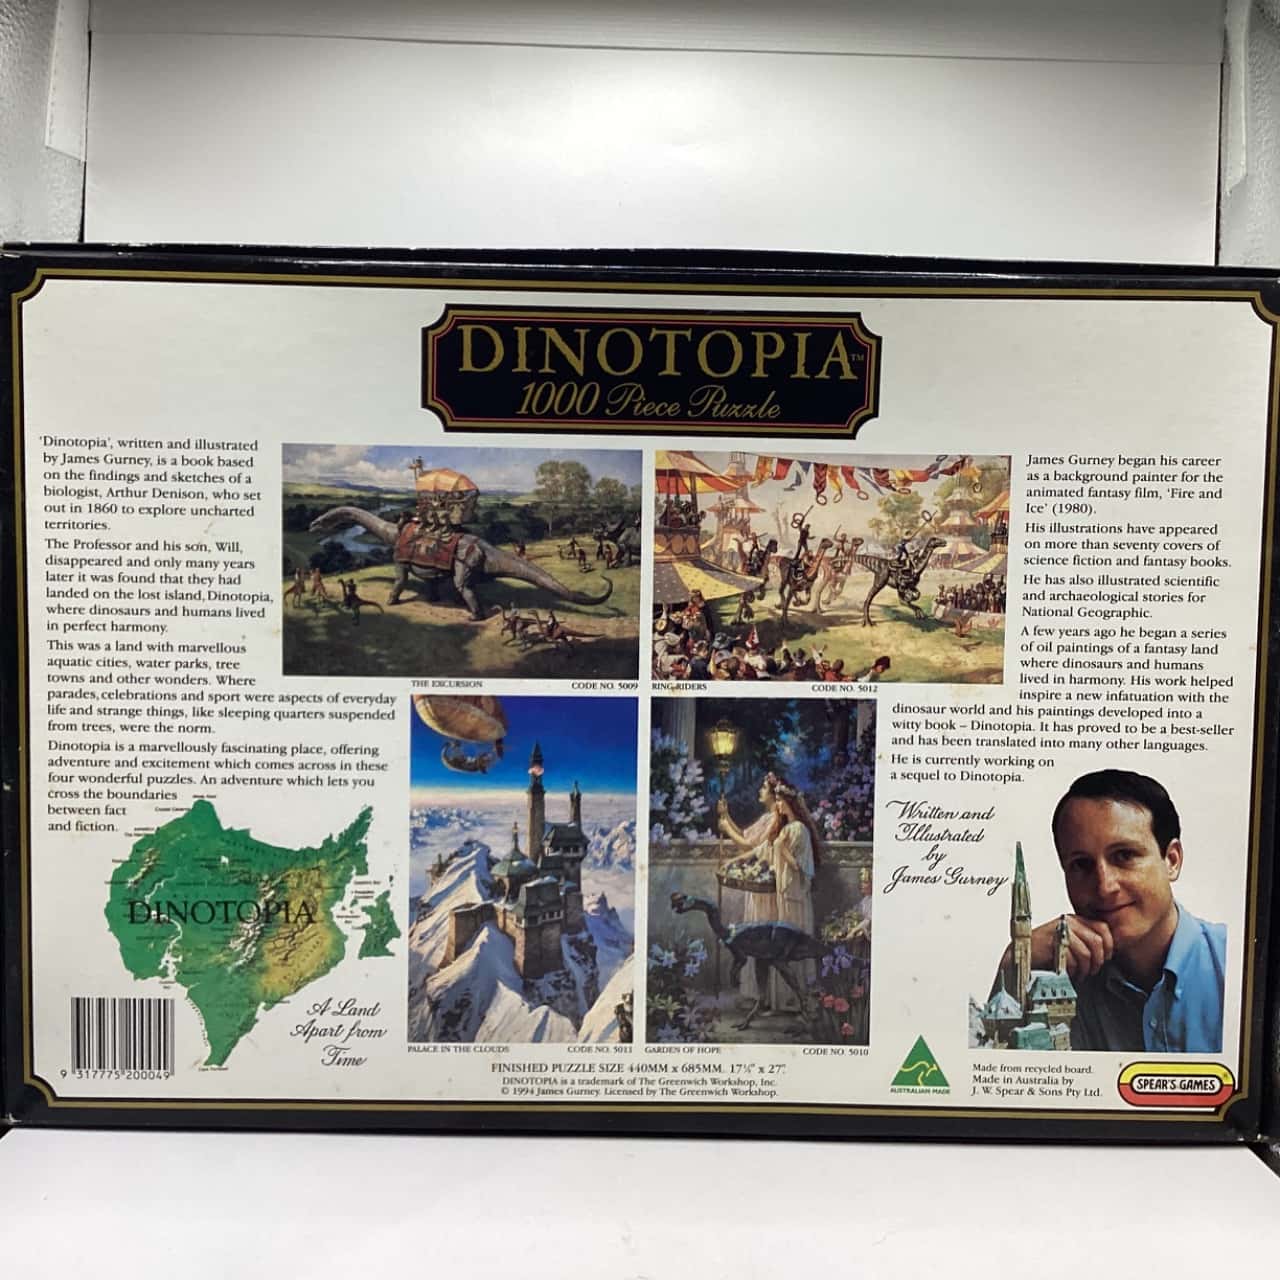 DINOTOPIA™
1000 Piece Puzzle
'Dinotopia', written and illustrated
by James Gurney, is a book based
on the findings and sketches of a
biologist, Arthur Denison, who set
out in 1860 to explore uncharted
territories.
The Professor and his son, Will,
disappeared and only many years
later it was found that they had
landed on the lost island, Dinotopia,
where dinosaurs and humans lived
in perfect harmony.
This was a land with marvellous
aquatic cities, water parks, tree
towns and other wonders. Where
parades, celebrations and sport were aspects of everyday
life and strange things, like sleeping quarters suspended
from trees, were the norm.
Dinotopia is a marvellously fascinating place, offering
adventure and excitement which comes across in these
four wonderful puzzles. An adventure which lets you
cross the boundaries
between fact
and fiction.
DINOTOPIA
A Land
Apart from
Time
9 317775 200049
THE EXCURSION CODE NO. 5009
RING RIDERS CODE NO. 5012
PALACE IN THE CLOUDS CODE NO. 5011
GARDEN OF HOPE CODE NO. 5010
FINISHED PUZZLE SIZE 440MM x 685MM. 17¼" x 27".
DINOTOPIA is a trademark of The Greenwich Workshop, Inc.
© 1994 James Gurney. Licensed by The Greenwich Workshop.
James Gurney began his career
as a background painter for the
animated fantasy film, 'Fire and
Ice' (1980).
His illustrations have appeared
on more than seventy covers of
science fiction and fantasy books.
He has also illustrated scientific
and archaeological stories for
National Geographic.
A few years ago he began a series
of oil paintings of a fantasy land
where dinosaurs and humans
lived in harmony. His work helped
inspire a new infatuation with the
dinosaur world and his paintings developed into a
witty book – Dinotopia. It has proved to be a best-seller
and has been translated into many other languages.
He is currently working on
a sequel to Dinotopia.
Written and
Illustrated
by
James Gurney
AUSTRALIAN MADE
Made from recycled board.
Made in Australia by
J. W. Spear & Sons Pty Ltd.
SPEAR'S GAMES